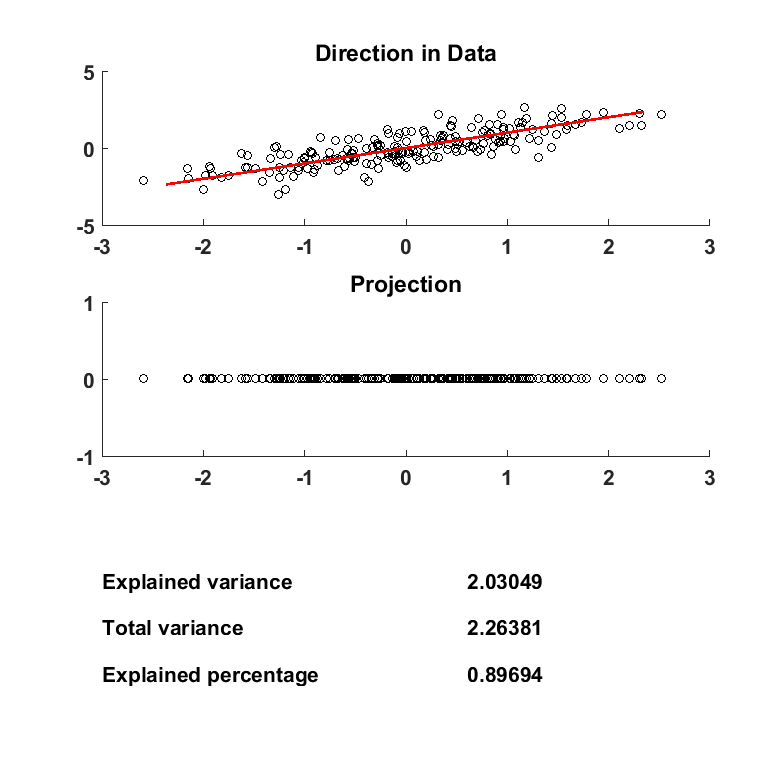 Direction in Data
5
0
-5
-3 -2 -1 0 1 2 3
Projection
1
0
-1
-3 -2 -1 0 1 2 3
Explained variance 2.03049
Total variance 2.26381
Explained percentage 0.89694